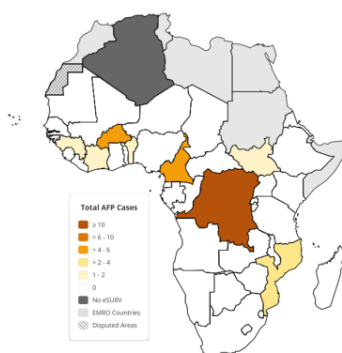 Total AFP Cases
≥ 10
> 6 - 10
> 4 - 6
> 2 - 4
1 - 2
0
No eSURV
EMRO Countries
Disputed Areas